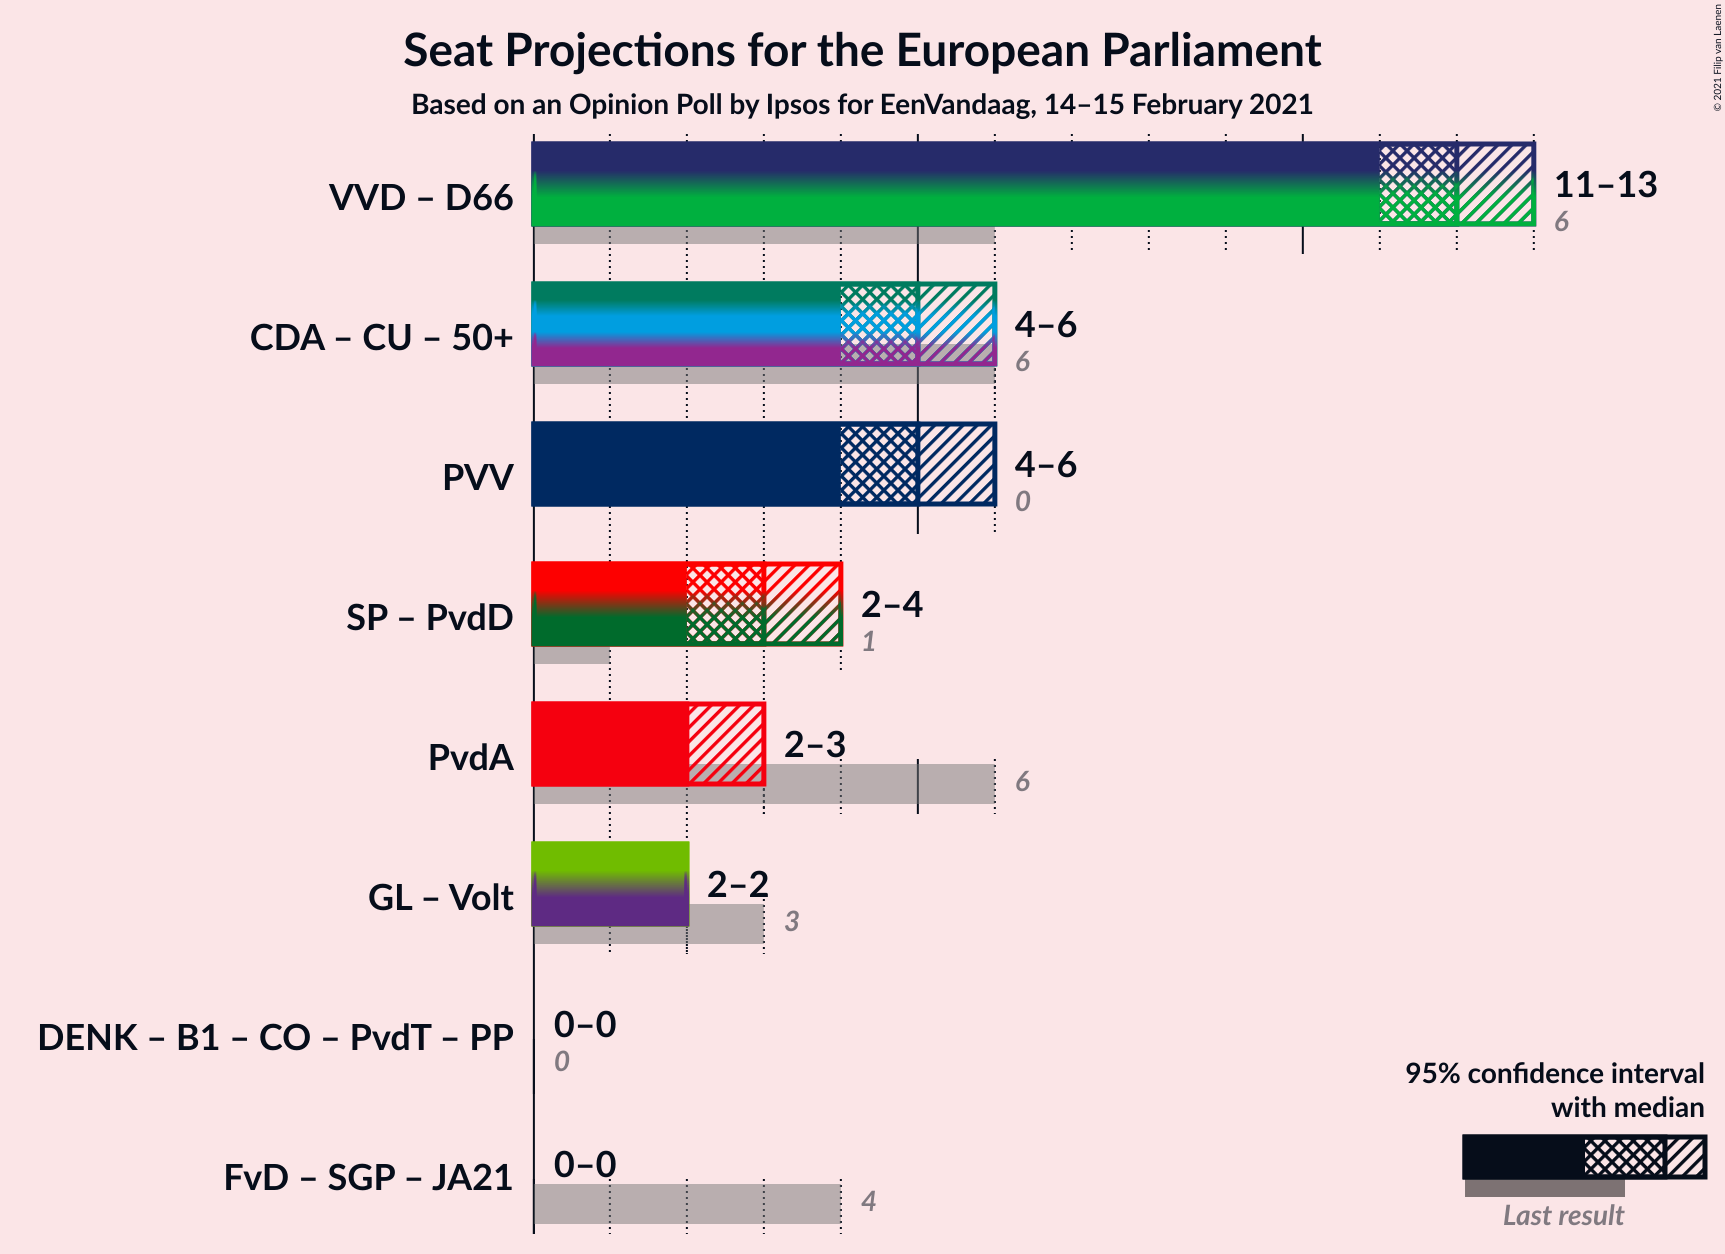 Seat Projections for the European Parliament
Based on an Opinion Poll by Ipsos for EenVandaag, 14–15 February 2021
© 2021 Filip van Laenen
VVD – D66
11–13
6
CDA – CU – 50+
4–6
6
PVV
4–6
0
SP – PvdD
2–4
1
PvdA
2–3
6
GL – Volt
2–2
3
DENK – B1 – CO – PvdT – PP
0–0
0
FvD – SGP – JA21
0–0
4
95% confidence interval
with median
Last result